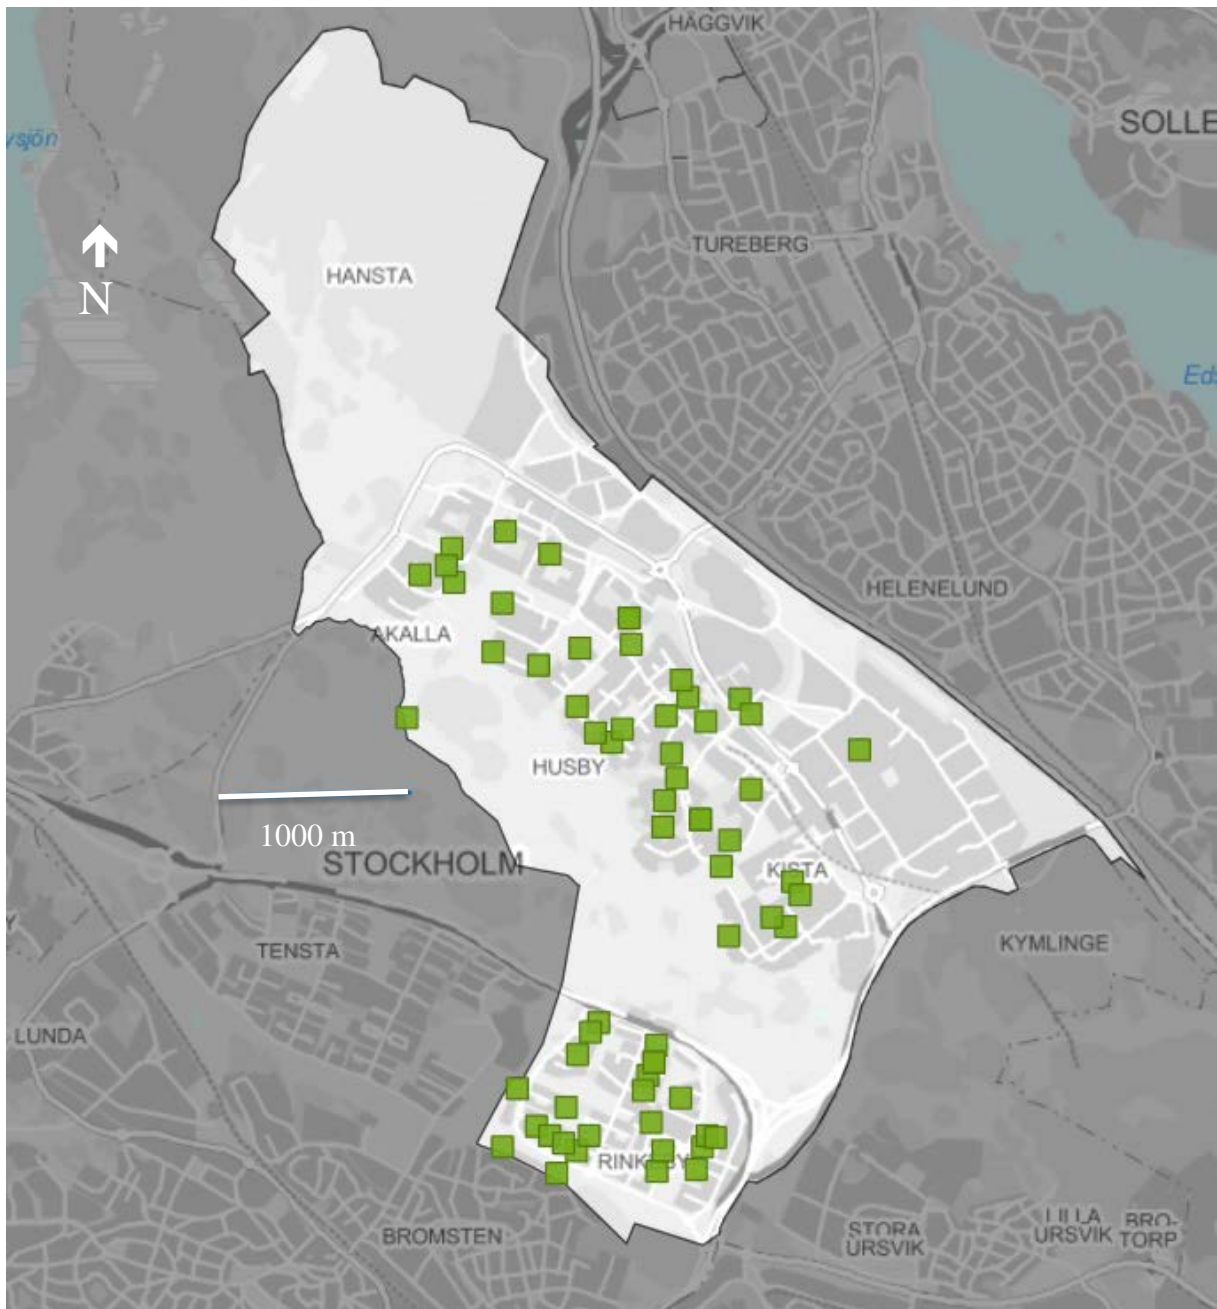 HÄGGVIK
SOLLE
ysjön
TUREBERG
HANSTA
N
Eds
HELENELUND
AKALLA
HUSBY
1000 m
STOCKHOLM
KISTA
TENSTA
KYMLINGE
LUNDA
RINKEBY
BROMSTEN
STORA
URSVIK
LILLA
URSVIK
BRO-
TORP